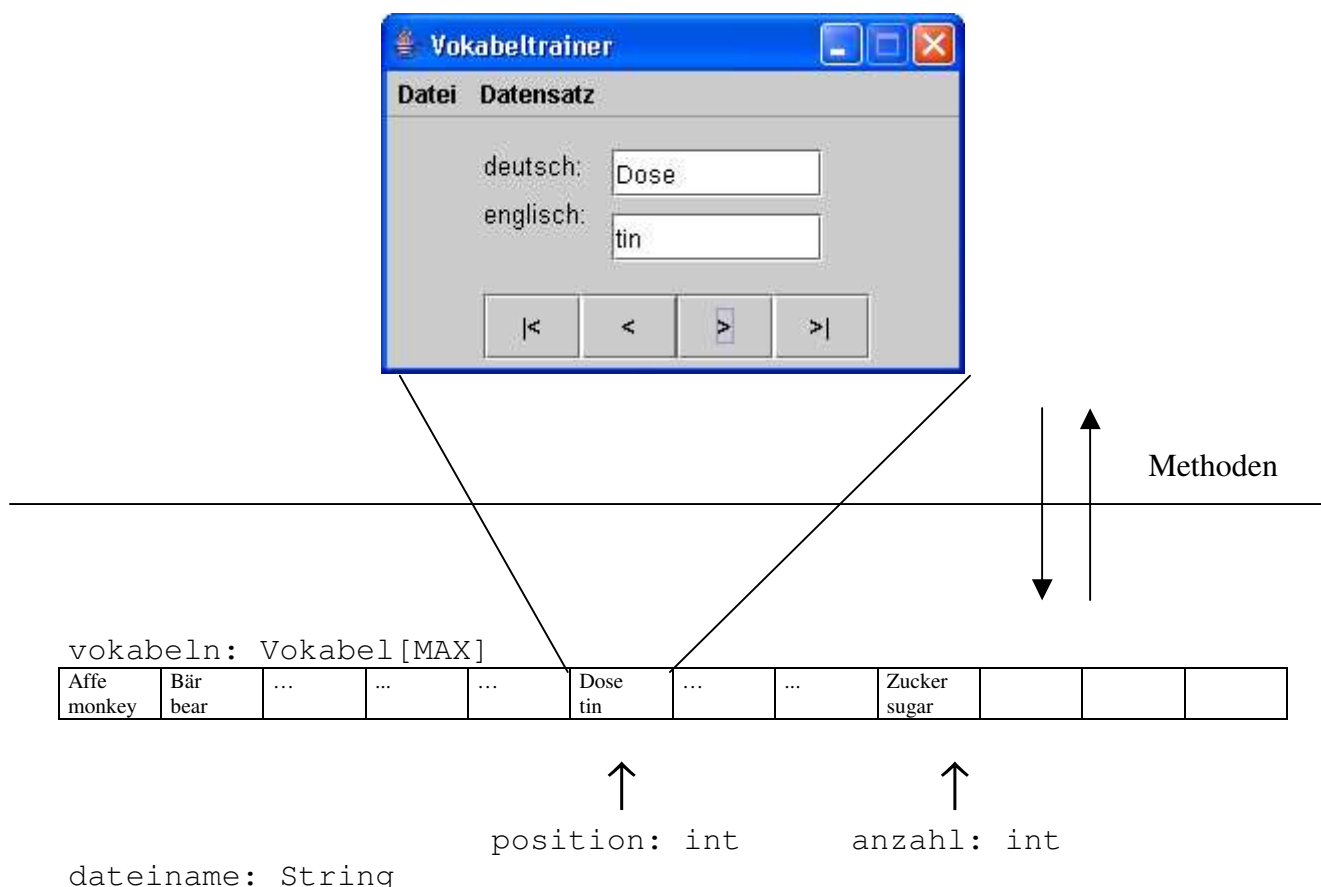 Vokabeltrainer
Datei Datensatz
deutsch: Dose
englisch: tin
|< < > >|
Methoden
vokabeln: Vokabel[MAX]
Affe Bär … ... … Dose … ... Zucker
monkey bear tin sugar
position: int anzahl: int
dateiname: String